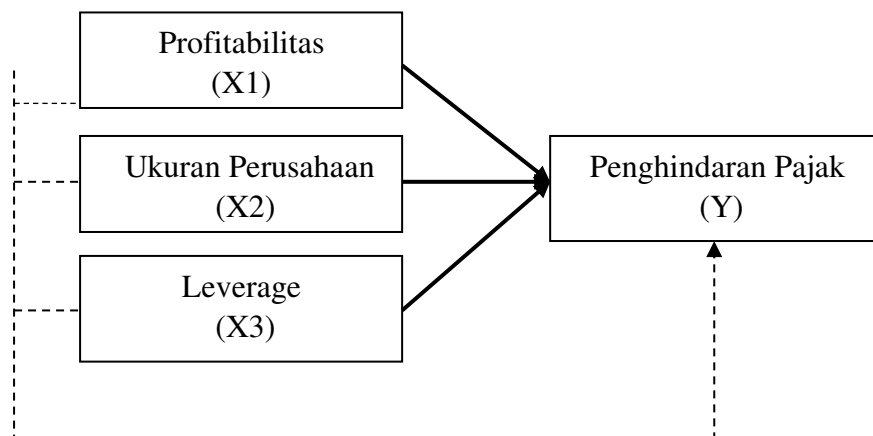 Profitabilitas
(X1)
Ukuran Perusahaan
(X2)
Leverage
(X3)
Penghindaran Pajak
(Y)